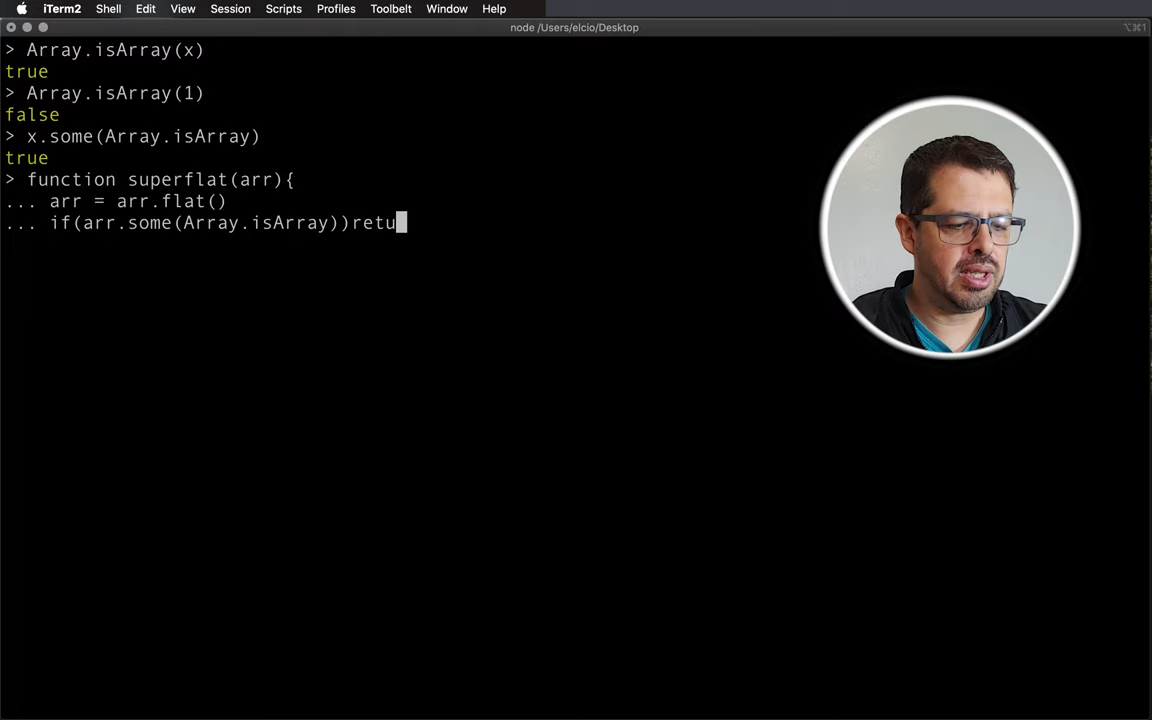 iTerm2 Shell Edit View Session Scripts Profiles Toolbelt Window Help
node /Users/elcio/Desktop
⌥⌘1
> Array.isArray(x)
true
> Array.isArray(1)
false
> x.some(Array.isArray)
true
> function superflat(arr){
... arr = arr.flat()
... if(arr.some(Array.isArray))retu